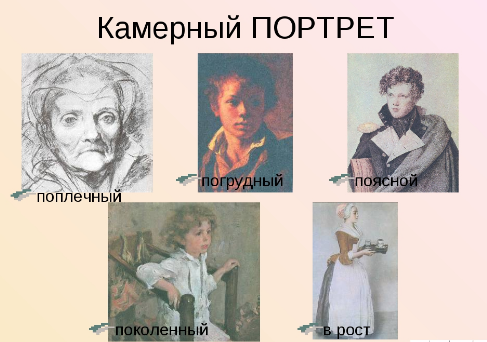 Камерный ПОРТРЕТ
поплечный
погрудный
поясной
поколенный
в рост